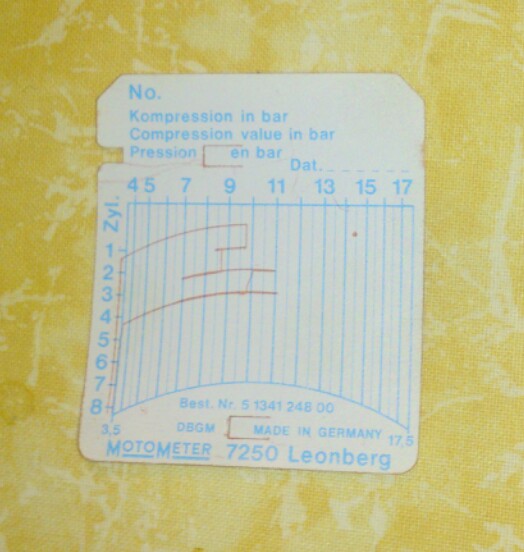 No.
Kompression in bar
Compression value in bar
Pression en bar
Dat.
4 5 7 9 11 13 15 17
Zyl.
1
2
3
4
5
6
7
8
3.5 17,5
Best. Nr. 5 1341 248 00
DBGM MADE IN GERMANY
MOTOMETER 7250 Leonberg